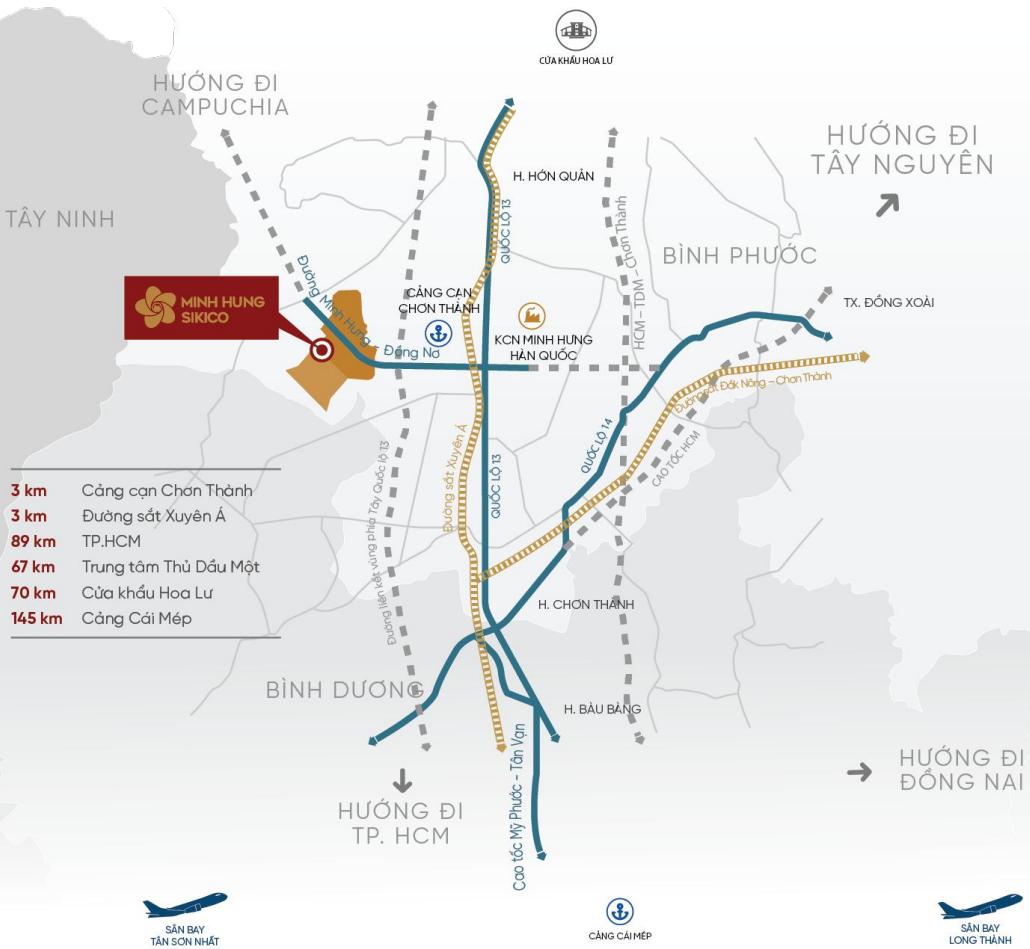 CỬA KHẨU HOA LƯ
HƯỚNG ĐI
CAMPUCHIA
HƯỚNG ĐI
TÂY NGUYÊN
H. HỚN QUẢN
TÂY NINH
QUỐC LỘ 13
HCM – TDM – Chơn Thành
BÌNH PHƯỚC
MINH HUNG
SIKICO
Đường Minh Hưng – Đồng Nơ
CẢNG CẠN
CHƠN THÀNH
KCN MINH HƯNG
HÀN QUỐC
TX. ĐỒNG XOÀI
Đường sắt Đắk Nông – Chơn Thành
QUỐC LỘ 14
CAO TỐC HCM
Đường sắt Xuyên Á
QUỐC LỘ 13
Đường liên kết vùng phía Tây Quốc lộ 13
3 km Cảng cạn Chơn Thành
3 km Đường sắt Xuyên Á
89 km TP.HCM
67 km Trung tâm Thủ Dầu Một
70 km Cửa khẩu Hoa Lư
145 km Cảng Cái Mép
H. CHƠN THÀNH
BÌNH DƯƠNG
H. BÀU BÀNG
Cao tốc Mỹ Phước – Tân Vạn
HƯỚNG ĐI
ĐỒNG NAI
HƯỚNG ĐI
TP. HCM
SÂN BAY
TÂN SƠN NHẤT
CẢNG CÁI MÉP
SÂN BAY
LONG THÀNH